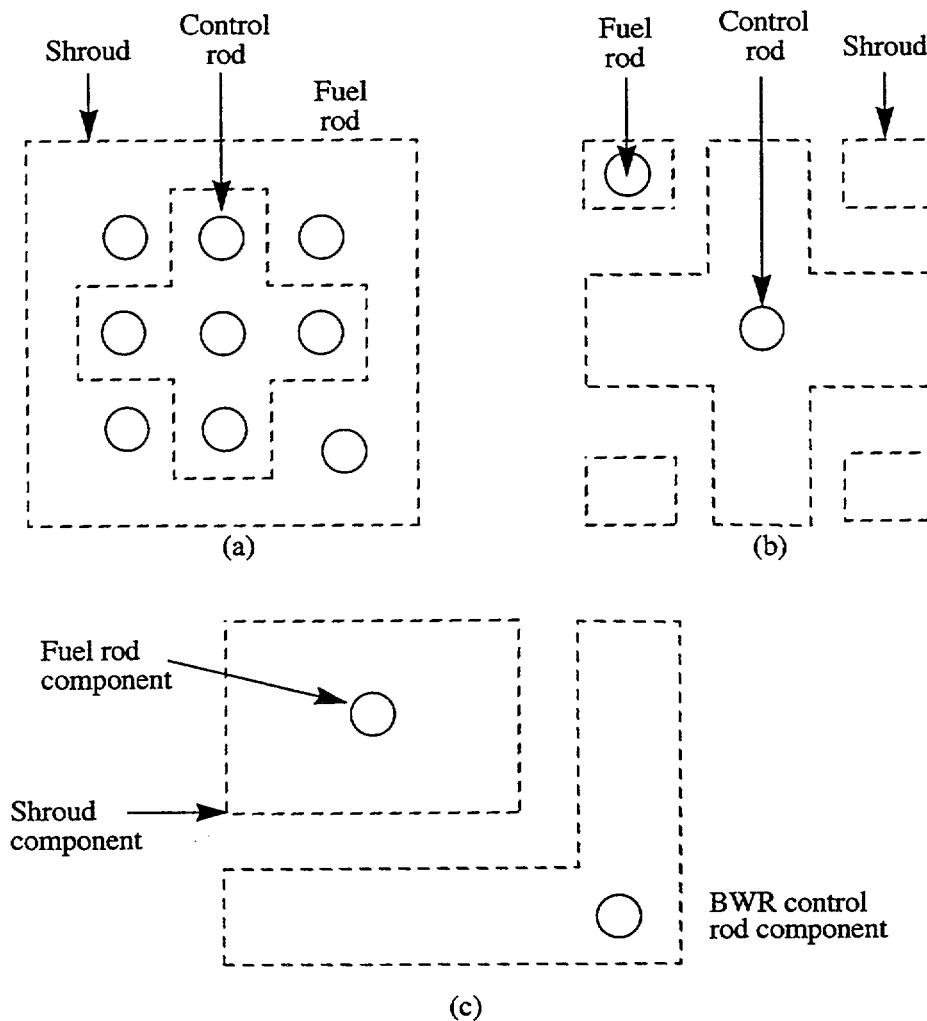 Shroud
Control
rod
Fuel
rod
(a)
Fuel
rod
Control
rod
Shroud
(b)
Fuel rod
component
Shroud
component
BWR control
rod component
(c)